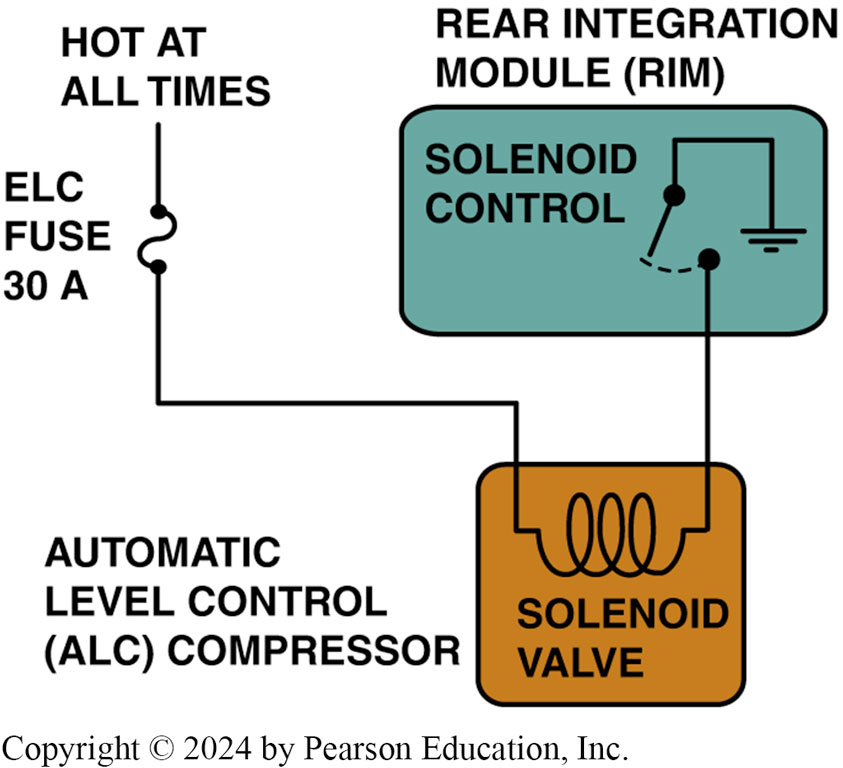 HOT AT
ALL TIMES
REAR INTEGRATION
MODULE (RIM)
ELC
FUSE
30 A
SOLENOID
CONTROL
AUTOMATIC
LEVEL CONTROL
(ALC) COMPRESSOR
SOLENOID
VALVE
Copyright © 2024 by Pearson Education, Inc.